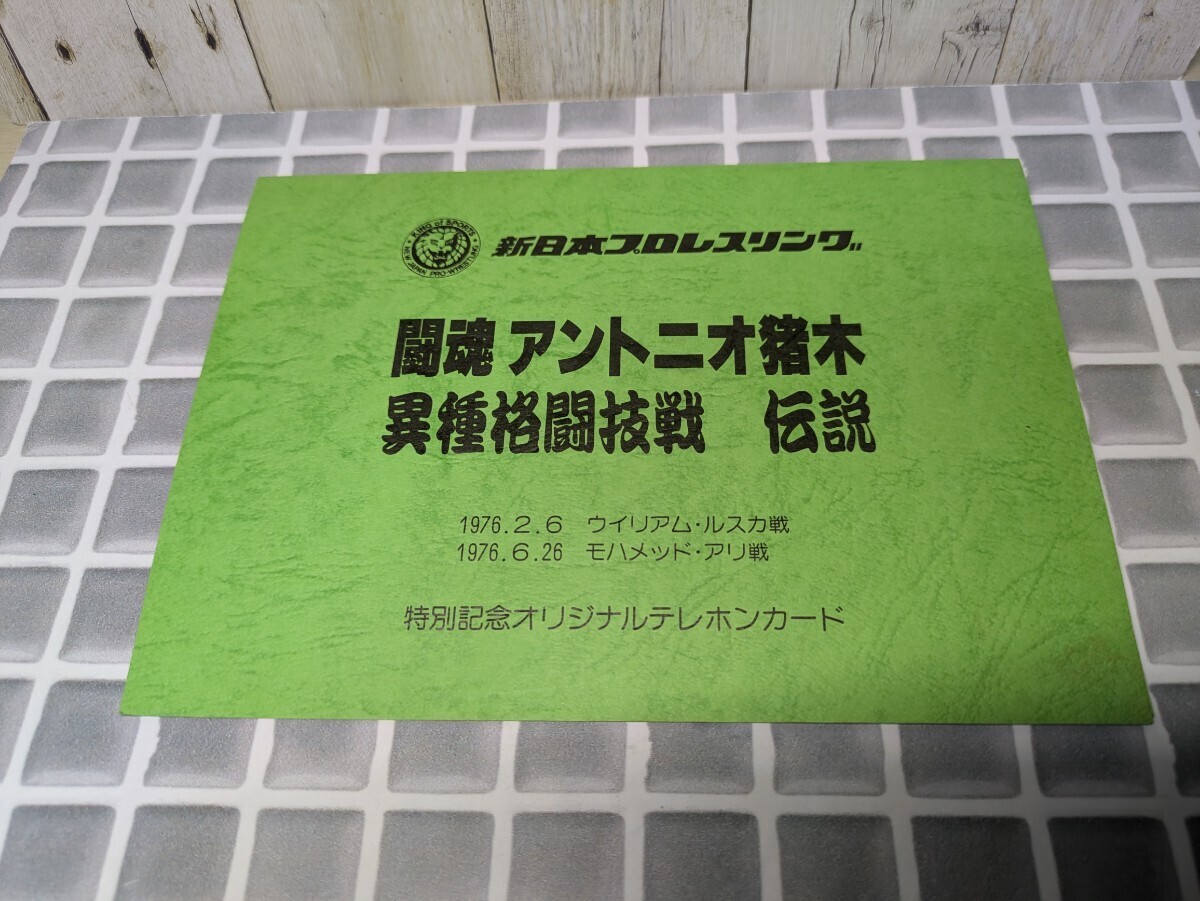 KING of SPORTS
NEW JAPAN PRO-WRESTLING
新日本プロレスリング
闘魂 アントニオ猪木
異種格闘技戦 伝説
1976.2.6 ウイリアム・ルスカ戦
1976.6.26 モハメッド・アリ戦
特別記念オリジナルテレホンカード